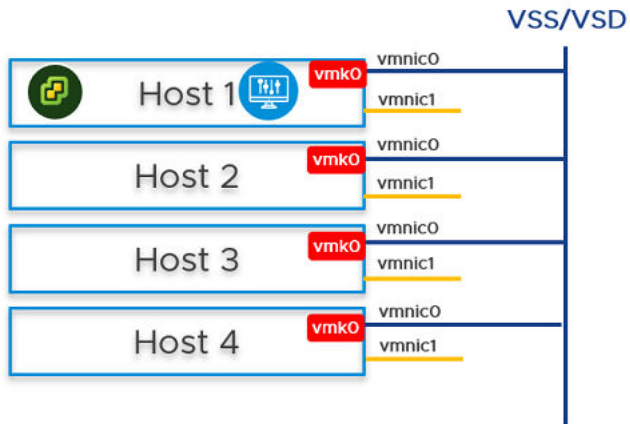 VSS/VSD
vmnic0
vmk0
Host 1
vmnic1
vmnic0
vmk0
Host 2
vmnic1
vmnic0
vmk0
Host 3
vmnic1
vmnic0
vmk0
Host 4
vmnic1